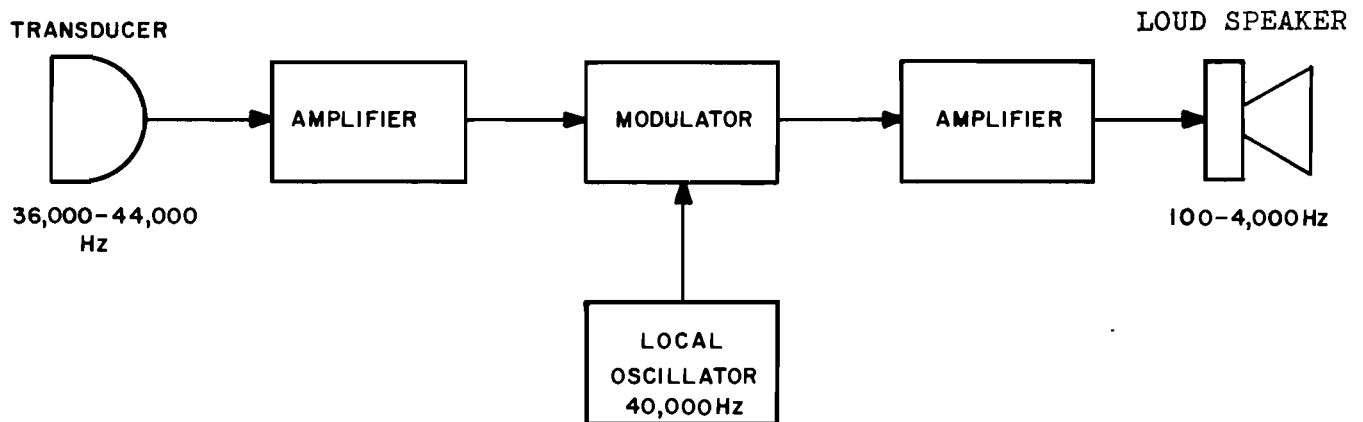 TRANSDUCER
36,000-44,000
Hz
AMPLIFIER
MODULATOR
LOCAL
OSCILLATOR
40,000Hz
AMPLIFIER
LOUD SPEAKER
100-4,000Hz